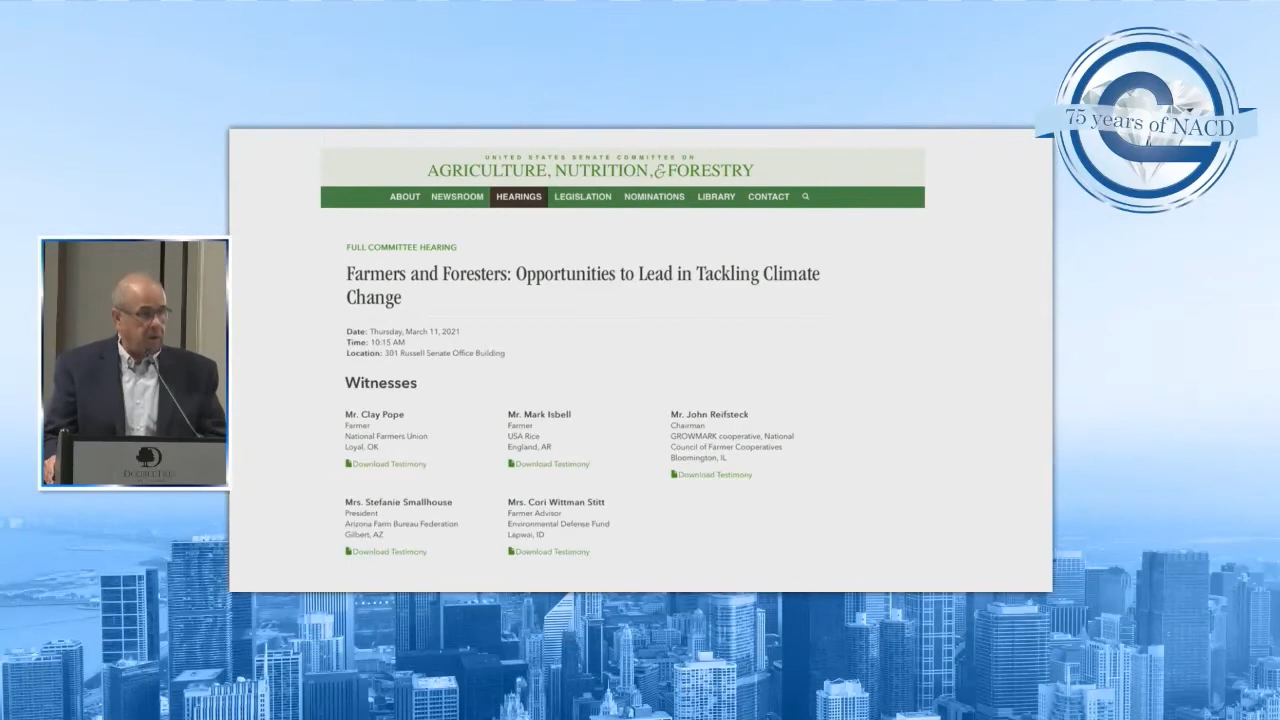 75 years of NACD
UNITED STATES SENATE COMMITTEE ON
AGRICULTURE, NUTRITION, & FORESTRY
ABOUT NEWSROOM HEARINGS LEGISLATION NOMINATIONS LIBRARY CONTACT
FULL COMMITTEE HEARING
Farmers and Foresters: Opportunities to Lead in Tackling Climate
Change
Date: Thursday, March 11, 2021
Time: 10:15 AM
Location: 301 Russell Senate Office Building
Witnesses
Mr. Clay Pope
Farmer
National Farmers Union
Loyal, OK
Download Testimony
Mr. Mark Isbell
Farmer
USA Rice
England, AR
Download Testimony
Mr. John Reifsteck
Chairman
GROWMARK cooperative, National
Council of Farmer Cooperatives
Bloomington, IL
Download Testimony
Mrs. Stefanie Smallhouse
President
Arizona Farm Bureau Federation
Gilbert, AZ
Download Testimony
Mrs. Cori Wittman Stitt
Farmer Advisor
Environmental Defense Fund
Lapwai, ID
Download Testimony
DOUBLETREE